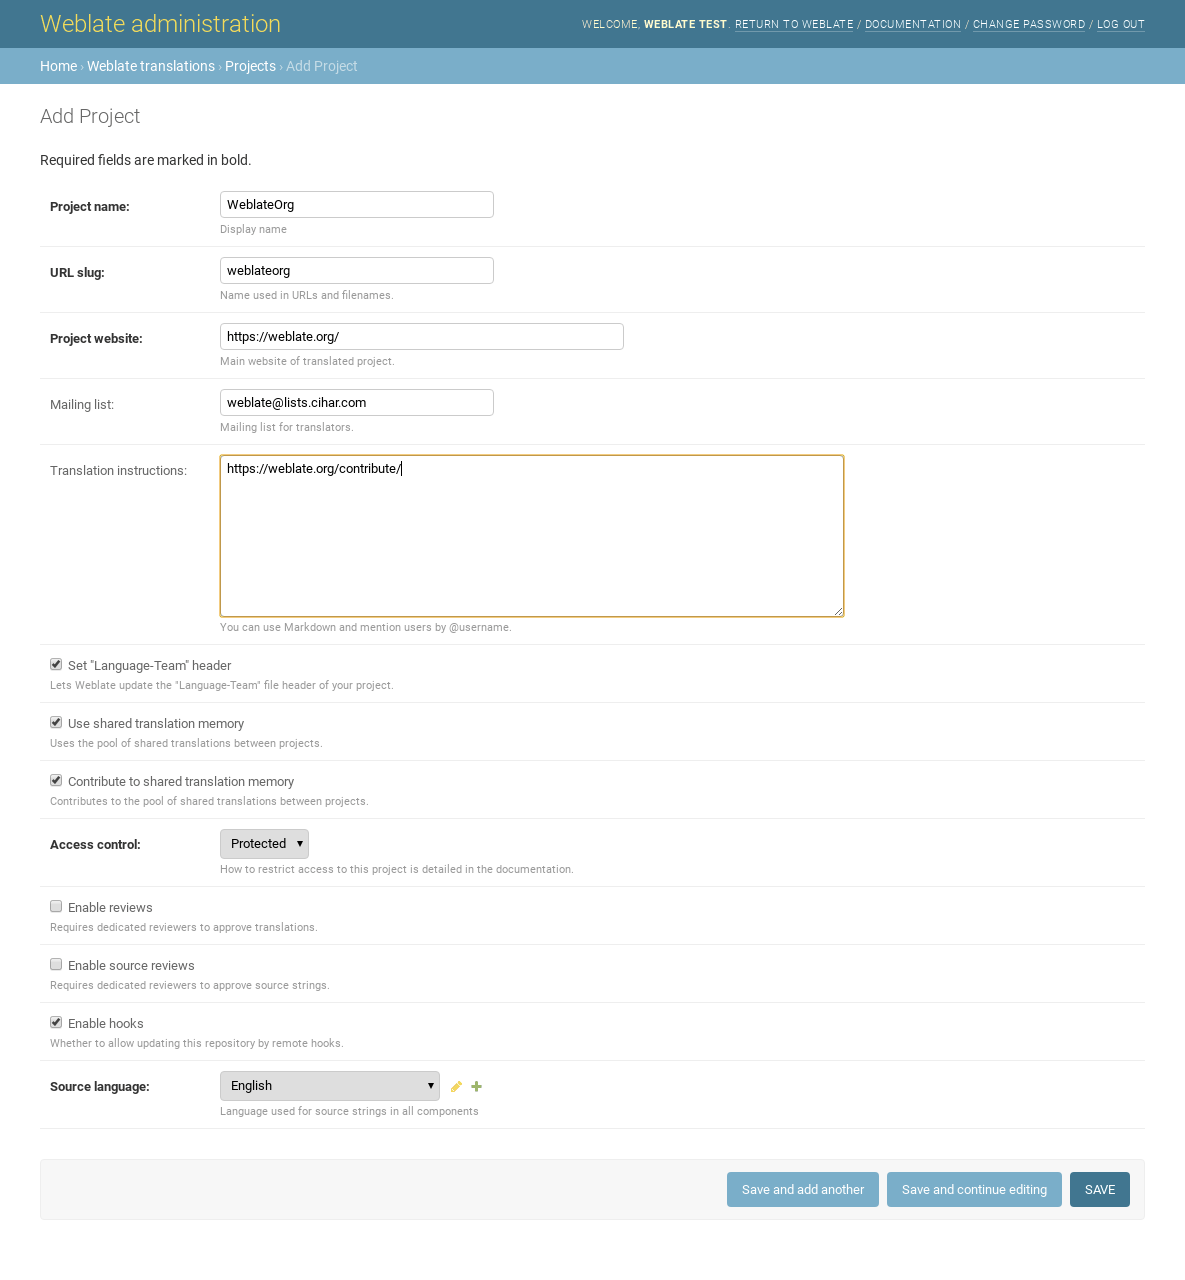 Weblate administration
WELCOME, WEBLATE TEST. RETURN TO WEBLATE / DOCUMENTATION / CHANGE PASSWORD / LOG OUT
Home › Weblate translations › Projects › Add Project
Add Project
Required fields are marked in bold.
Project name:
WeblateOrg
Display name
URL slug:
weblateorg
Name used in URLs and filenames.
Project website:
https://weblate.org/
Main website of translated project.
Mailing list:
weblate@lists.cihar.com
Mailing list for translators.
Translation instructions:
https://weblate.org/contribute/
You can use Markdown and mention users by @username.
Set "Language-Team" header
Lets Weblate update the "Language-Team" file header of your project.
Use shared translation memory
Uses the pool of shared translations between projects.
Contribute to shared translation memory
Contributes to the pool of shared translations between projects.
Access control:
Protected
How to restrict access to this project is detailed in the documentation.
Enable reviews
Requires dedicated reviewers to approve translations.
Enable source reviews
Requires dedicated reviewers to approve source strings.
Enable hooks
Whether to allow updating this repository by remote hooks.
Source language:
English
Language used for source strings in all components
Save and add another
Save and continue editing
SAVE